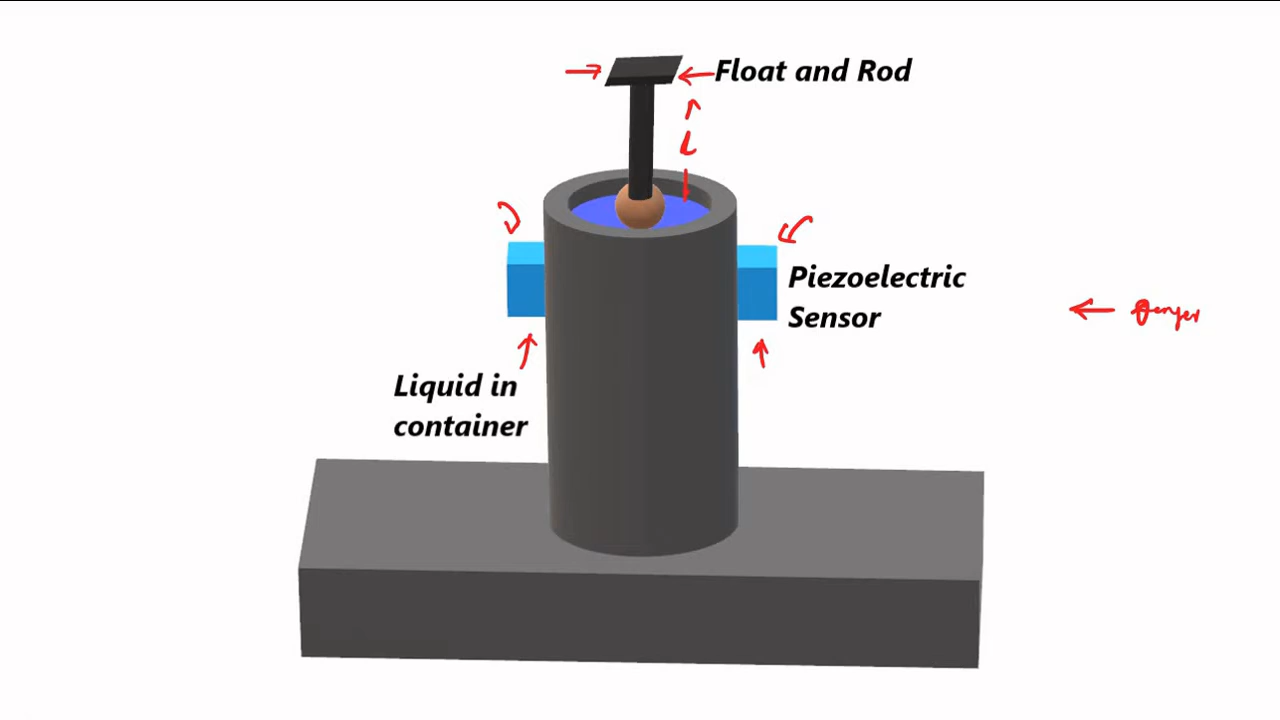 Float and Rod
L
Piezoelectric
Sensor
Liquid in
container